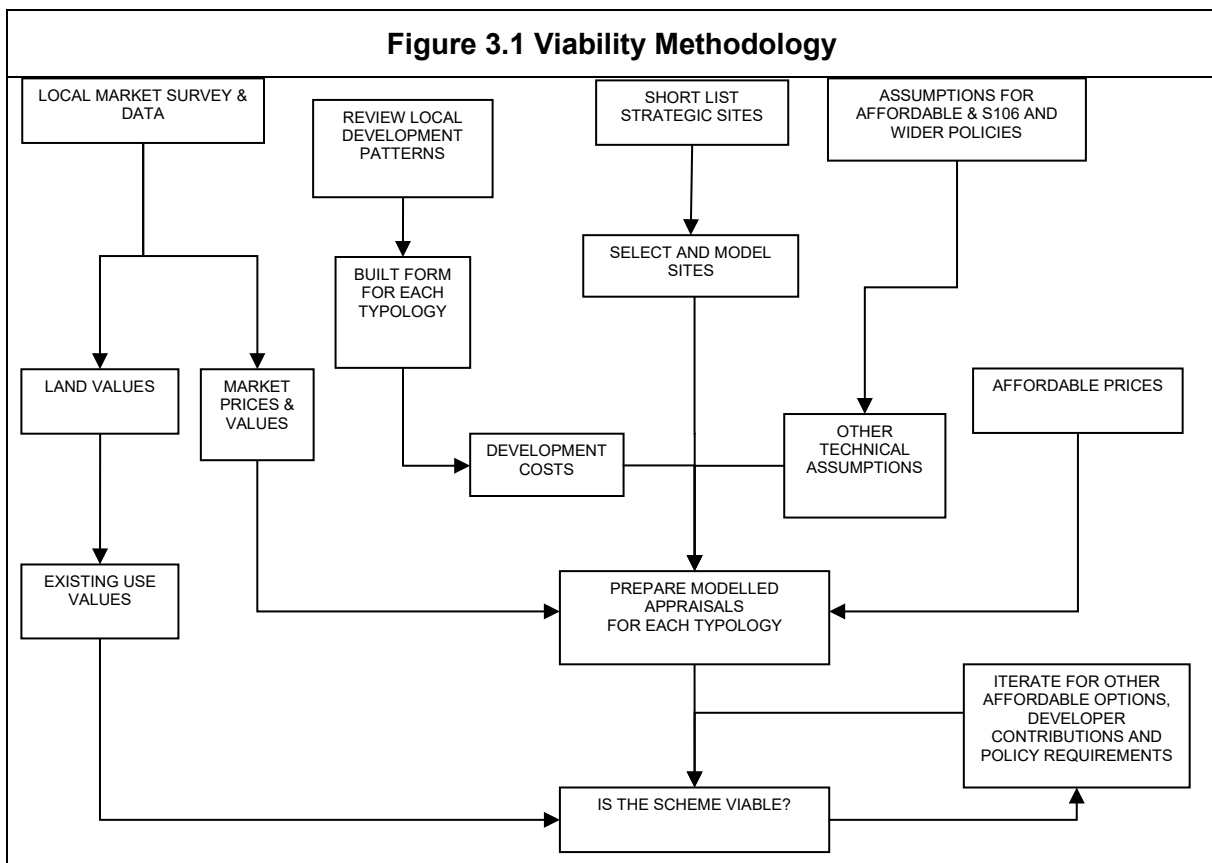 Figure 3.1 Viability Methodology
LOCAL MARKET SURVEY &
DATA
REVIEW LOCAL
DEVELOPMENT
PATTERNS
SHORT LIST
STRATEGIC SITES
ASSUMPTIONS FOR
AFFORDABLE & S106 AND
WIDER POLICIES
SELECT AND MODEL
SITES
BUILT FORM
FOR EACH
TYPOLOGY
LAND VALUES
MARKET
PRICES &
VALUES
AFFORDABLE PRICES
DEVELOPMENT
COSTS
OTHER
TECHNICAL
ASSUMPTIONS
EXISTING USE
VALUES
PREPARE MODELLED
APPRAISALS
FOR EACH TYPOLOGY
ITERATE FOR OTHER
AFFORDABLE OPTIONS,
DEVELOPER
CONTRIBUTIONS AND
POLICY REQUIREMENTS
IS THE SCHEME VIABLE?